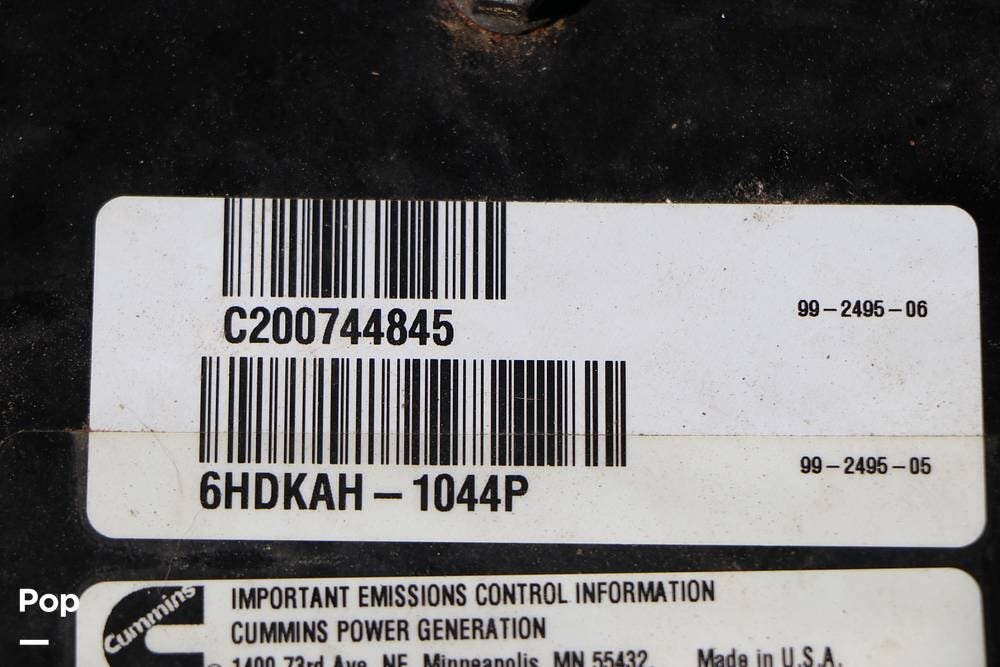 C200744845
99-2495-06
6HDKAH-1044P
99-2495-05
Pop
Cummins
IMPORTANT EMISSIONS CONTROL INFORMATION
CUMMINS POWER GENERATION
1400 73rd Ave. NE, Minneapolis, MN 55432. Made in U.S.A.